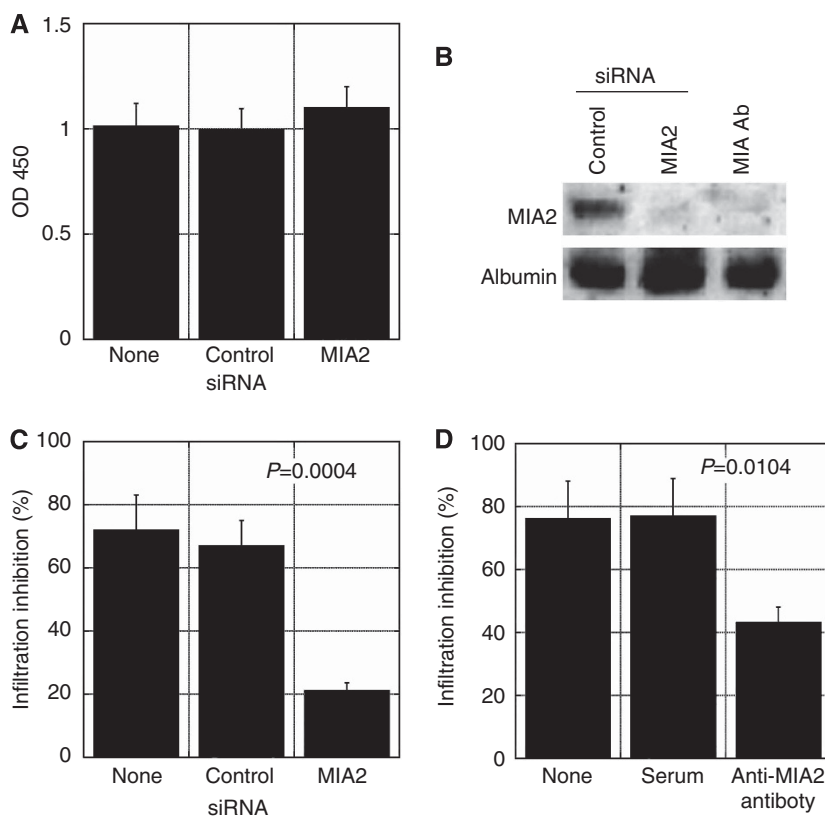 A
1.5
1
0.5
0
OD 450
None
Control
MIA2
siRNA
B
siRNA
Control
MIA2
MIA Ab
MIA2
Albumin
C
100
80
60
40
20
0
Infiltration inhibition (%)
P=0.0004
None
Control
MIA2
siRNA
D
100
80
60
40
20
0
Infiltration inhibition (%)
P=0.0104
None
Serum
Anti-MIA2
antiboty